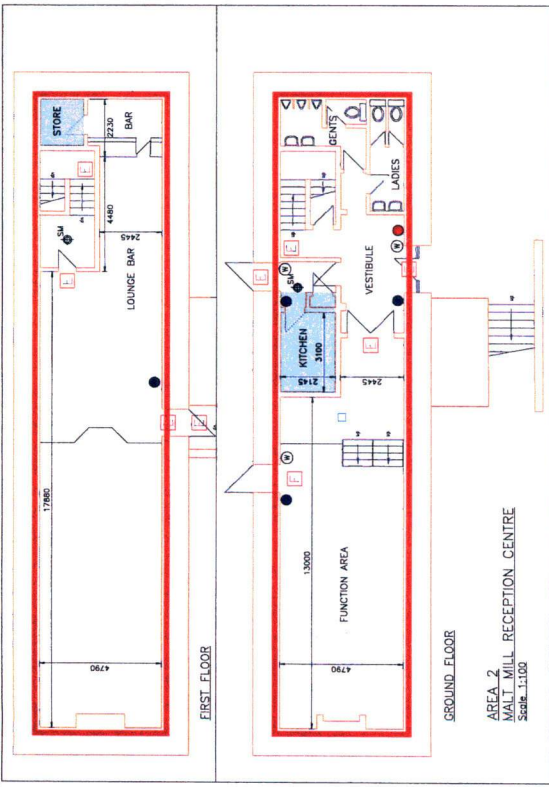 STORE
2230
BAR
E
SM
4480
2445
E
LOUNGE BAR
17880
4790
FIRST FLOOR
GENTS
LADIES
E
W
E
SM
VESTIBULE
W
KITCHEN
3100
2145
2445
E
W
E
13000
FUNCTION AREA
4790
GROUND FLOOR
AREA 2
MALT MILL RECEPTION CENTRE
Scale 1:100